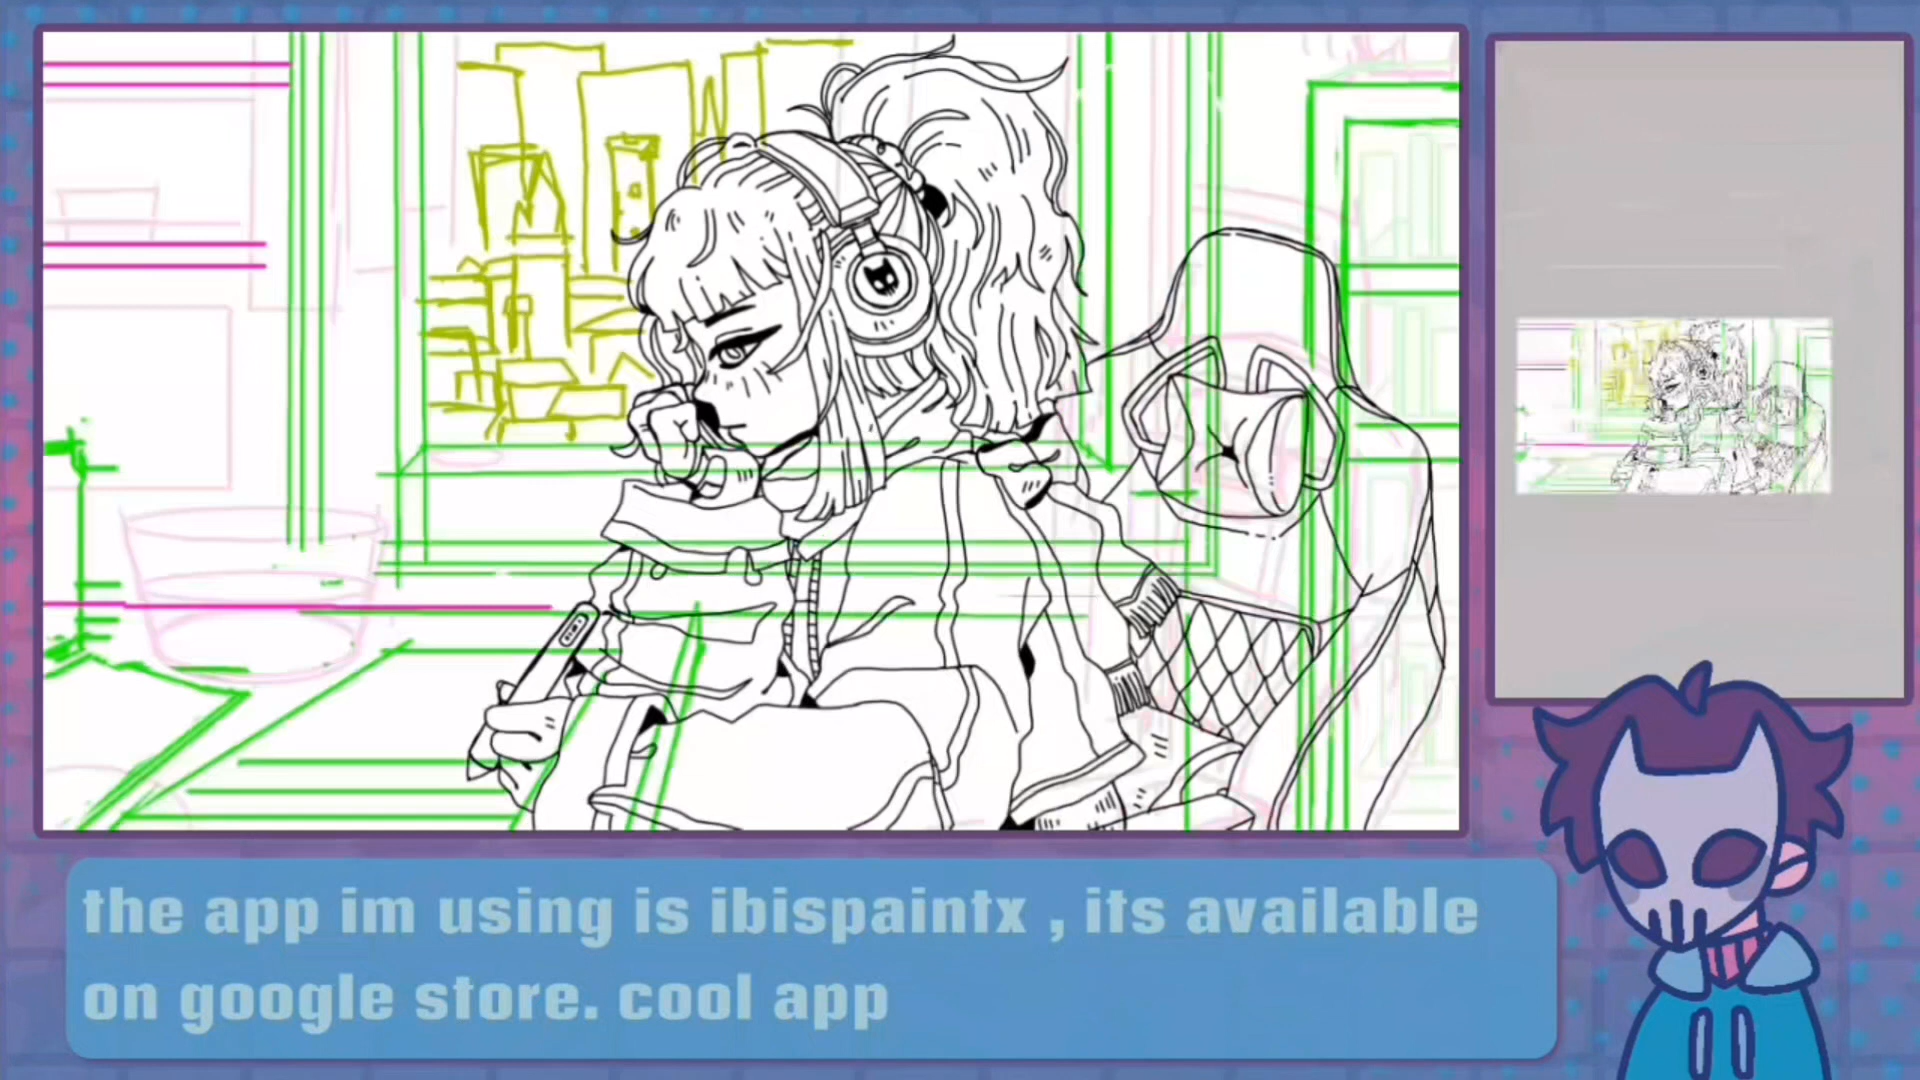 the app im using is ibispaintx , its available
on google store. cool app